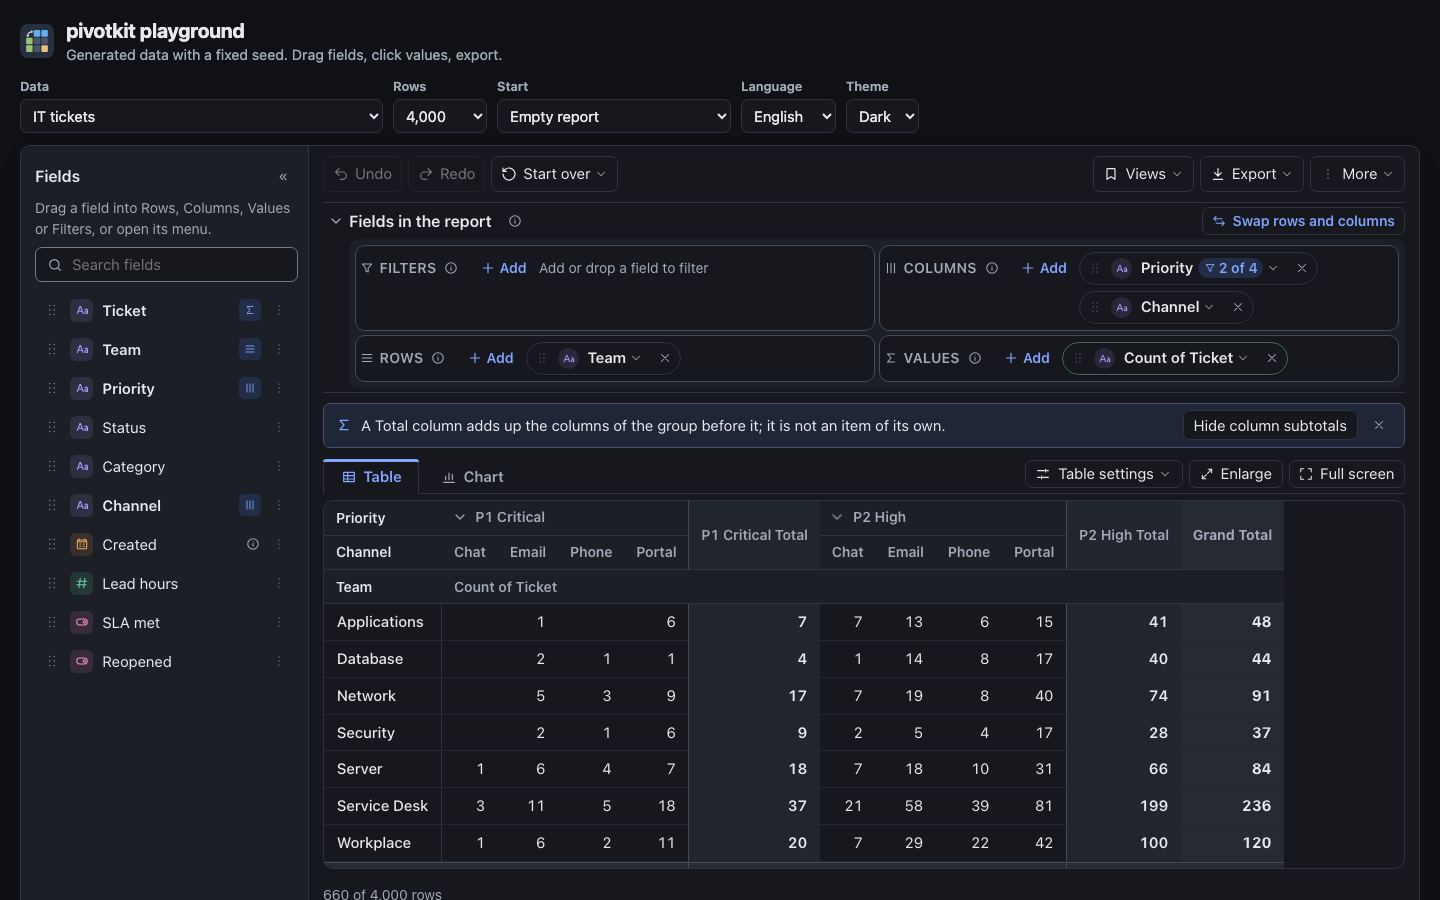 pivotkit playground
Generated data with a fixed seed. Drag fields, click values, export.
Data Rows Start Language Theme
IT tickets 4,000 Empty report English Dark
Fields «
Drag a field into Rows, Columns, Values
or Filters, or open its menu.
Search fields
Aa Ticket Σ
Aa Team
Aa Priority
Aa Status
Aa Category
Aa Channel
Created
# Lead hours
SLA met
Reopened
Undo Redo Start over Views Export More
Fields in the report Swap rows and columns
FILTERS + Add Add or drop a field to filter
COLUMNS + Add Aa Priority 2 of 4
Aa Channel
ROWS + Add Aa Team
Σ VALUES + Add Aa Count of Ticket
Σ A Total column adds up the columns of the group before it; it is not an item of its own. Hide column subtotals
Table Chart Table settings Enlarge Full screen
Priority P1 Critical P1 Critical Total P2 High P2 High Total Grand Total
Channel Chat Email Phone Portal Chat Email Phone Portal
Team Count of Ticket
Applications 1 6 7 7 13 6 15 41 48
Database 2 1 1 4 1 14 8 17 40 44
Network 5 3 9 17 7 19 8 40 74 91
Security 2 1 6 9 2 5 4 17 28 37
Server 1 6 4 7 18 7 18 10 31 66 84
Service Desk 3 11 5 18 37 21 58 39 81 199 236
Workplace 1 6 2 11 20 7 29 22 42 100 120
660 of 4,000 rows